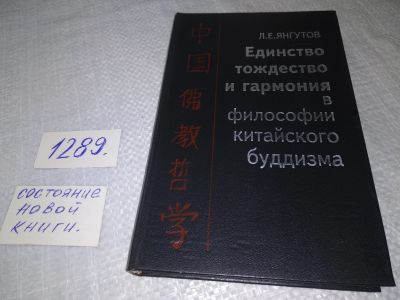 Л.Е.ЯНГУТОВ
Единство
тождество
и гармония
в
философии
китайского
буддизма
中国佛教哲学
1289.
состояние
новой
книги.